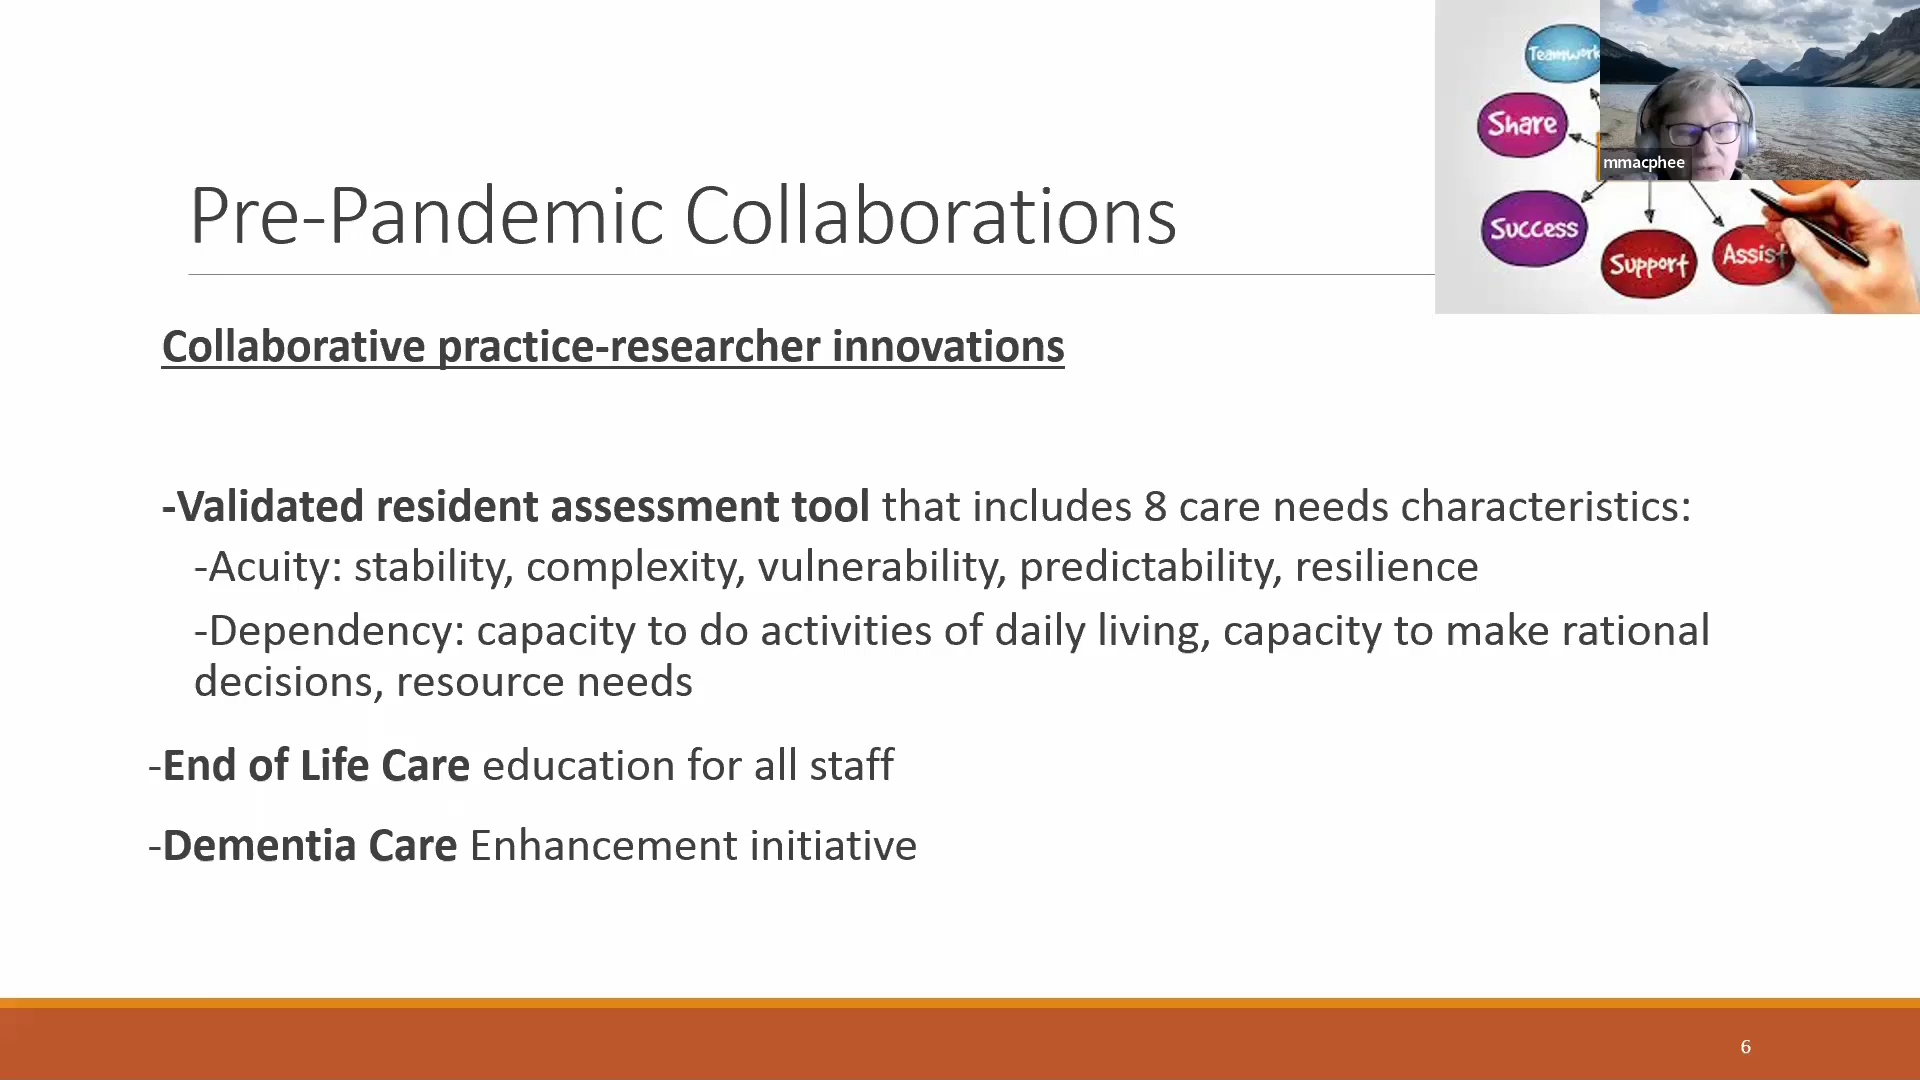 Teamwork
Share
mmacphee
Success
Support
Assist
Pre-Pandemic Collaborations
Collaborative practice-researcher innovations
-Validated resident assessment tool that includes 8 care needs characteristics:
-Acuity: stability, complexity, vulnerability, predictability, resilience
-Dependency: capacity to do activities of daily living, capacity to make rational
decisions, resource needs
-End of Life Care education for all staff
-Dementia Care Enhancement initiative
6